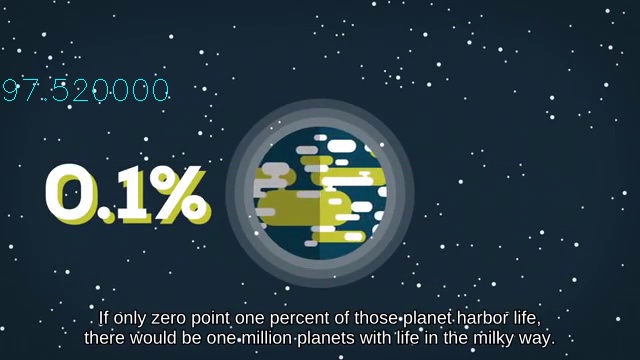 97.520000
0.1%
If only zero point one percent of those planet harbor life,
there would be one million planets with life in the milky way.